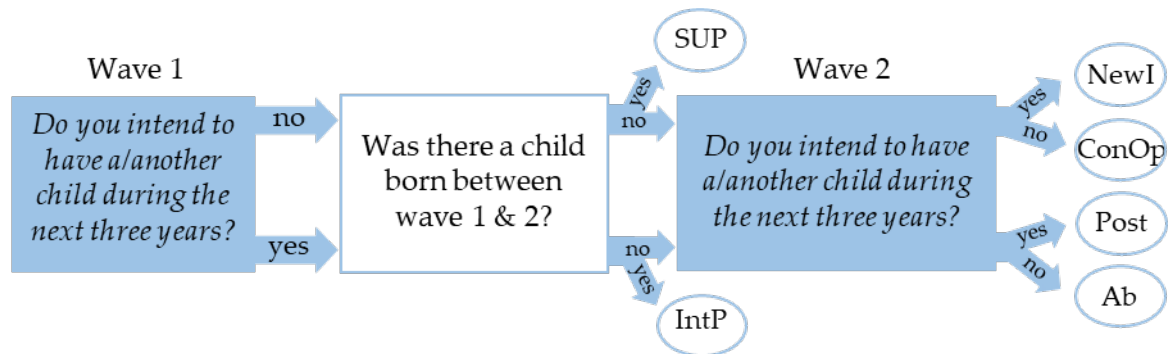 Wave 1
Do you intend to
have a/another
child during the
next three years?
no
yes
Was there a child
born between
wave 1 & 2?
yes
SUP
no
no
yes
IntP
Wave 2
Do you intend to have
a/another child during
the next three years?
yes
NewI
no
ConOp
yes
Post
no
Ab